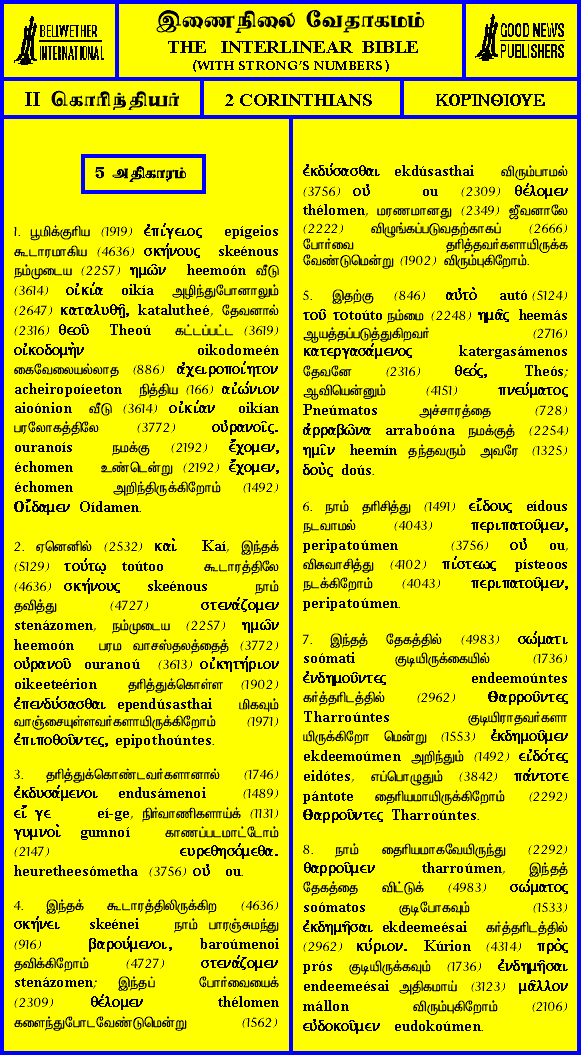 BELLWETHER
INTERNATIONAL
இணைநிலை வேதாகமம்
THE INTERLINEAR BIBLE
(WITH STRONG'S NUMBERS)
GOOD NEWS
PUBLISHERS
II கொரிந்தியர்
2 CORINTHIANS
ΚΟΡΙΝΘΙΟΥΕ
5 அதிகாரம்
1. பூமிக்குரிய (1919) ἐπίγειος epígeios
கூடாரமாகிய (4636) σκήνους skeénous
நம்முடைய (2257) ημῶν heemoón வீடு
(3614) οἰκία oikía அழிந்துபோனாலும்
(2647) καταλυθῇ, katalutheé, தேவனால்
(2316) θεοῦ Theoú கட்டப்பட்ட (3619)
οἰκοδομὴν oikodomeén
கைவேலையல்லாத (886) ἀχειροποίητον
acheiropoíeeton நித்திய (166) αἰώνιον
aioónion வீடு (3614) οἰκίαν oikían
பரலோகத்திலே (3772) οὐρανοῖς.
ouranoís நமக்கு (2192) ἔχομεν,
échomen உண்டென்று (2192) ἔχομεν,
échomen அறிந்திருக்கிறோம் (1492)
Οἴδαμεν Oídamen.
2. ஏனெனில் (2532) καὶ Kaí, இந்தக்
(5129) τούτῳ toútoo கூடாரத்திலே
(4636) σκήνους skeénous நாம்
தவித்து (4727) στενάζομεν
stenázomen, நம்முடைய (2257) ημῶν
heemoón பரம வாசஸ்தலத்தைத் (3772)
οὐρανοῦ ouranoú (3613) οἰκητήριον
oikeeteérion தரித்துக்கொள்ள (1902)
ἐπενδύσασθαι ependúsasthai மிகவும்
வாஞ்சையுள்ளவர்களாயிருக்கிறோம் (1971)
ἐπιποθοῦντες, epipothoúntes.
3. தரித்துக்கொண்டவர்களானால் (1746)
ἐκδυσάμενοι endusámenoi (1489)
εἴ γε eí-ge, நிர்வாணிகளாய்க் (1131)
γυμνοὶ gumnoí காணப்படமாட்டோம்
(2147) ευρεθησόμεθα.
heuretheesómetha (3756) οὐ ou.
4. இந்தக் கூடாரத்திலிருக்கிற (4636)
σκήνει skeénei நாம் பாரஞ்சுமந்து
(916) βαρούμενοι, baroúmenoi
தவிக்கிறோம் (4727) στενάζομεν
stenázomen; இந்தப் போர்வையைக்
(2309) θέλομεν thélomen
களைந்துபோடவேண்டுமென்று (1562)
ἐκδύσασθαι ekdúsasthai விரும்பாமல்
(3756) οὐ ou (2309) θέλομεν
thélomen, மரணமானது (2349) ஜீவனாலே
(2222) விழுங்கப்படுவதற்காகப் (2666)
போர்வை தரித்தவர்களாயிருக்க
வேண்டுமென்று (1902) விரும்புகிறோம்.
5. இதற்கு (846) αὐτὸ autó (5124)
τοῦ τοtoúto நம்மை (2248) ημᾶς heemás
ஆயத்தப்படுத்துகிறவர் (2716)
κατεργασάμενος katergasámenos
தேவனே (2316) θεός, Theós;
ஆவியென்னும் (4151) πνεύματος
Pneúmatos அச்சாரத்தை (728)
ἀρραβῶνα arraboóna நமக்குத் (2254)
ημῖν heemín தந்தவரும் அவரே (1325)
δοὺς doús.
6. நாம் தரிசித்து (1491) εἴδους eídous
நடவாமல் (4043) περιπατοῦμεν,
peripatoúmen (3756) οὐ ou,
விசுவாசித்து (4102) πίστεως písteoos
நடக்கிறோம் (4043) περιπατοῦμεν,
peripatoúmen.
7. இந்தத் தேகத்தில் (4983) σώματι
soómati குடியிருக்கையில் (1736)
ἐνδημοῦντες endeemoúntes
கர்த்தரிடத்தில் (2962) Θαρροῦντες
Tharroúntes குடியிராதவர்களா
யிருக்கிறோ மென்று (1553) ἐκδημοῦμεν
ekdeemoúmen அறிந்தும் (1492) εἰδότες
eidótes, எப்பொழுதும் (3842) πάντοτε
pántote தைரியமாயிருக்கிறோம் (2292)
Θαρροῦντες Tharroúntes.
8. நாம் தைரியமாகவேயிருந்து (2292)
θαρροῦμεν tharroúmen, இந்தத்
தேகத்தை விட்டுக் (4983) σώματος
soómatos குடிபோகவும் (1533)
ἐκδημῆσαι ekdeemeésai கர்த்தரிடத்தில்
(2962) κύριον. Kúrion (4314) πρὸς
prós குடியிருக்கவும் (1736) ἐνδημῆσαι
endeemeésai அதிகமாய் (3123) μᾶλλον
mállon விரும்புகிறோம் (2106)
εὐδοκοῦμεν eudokoúmen.